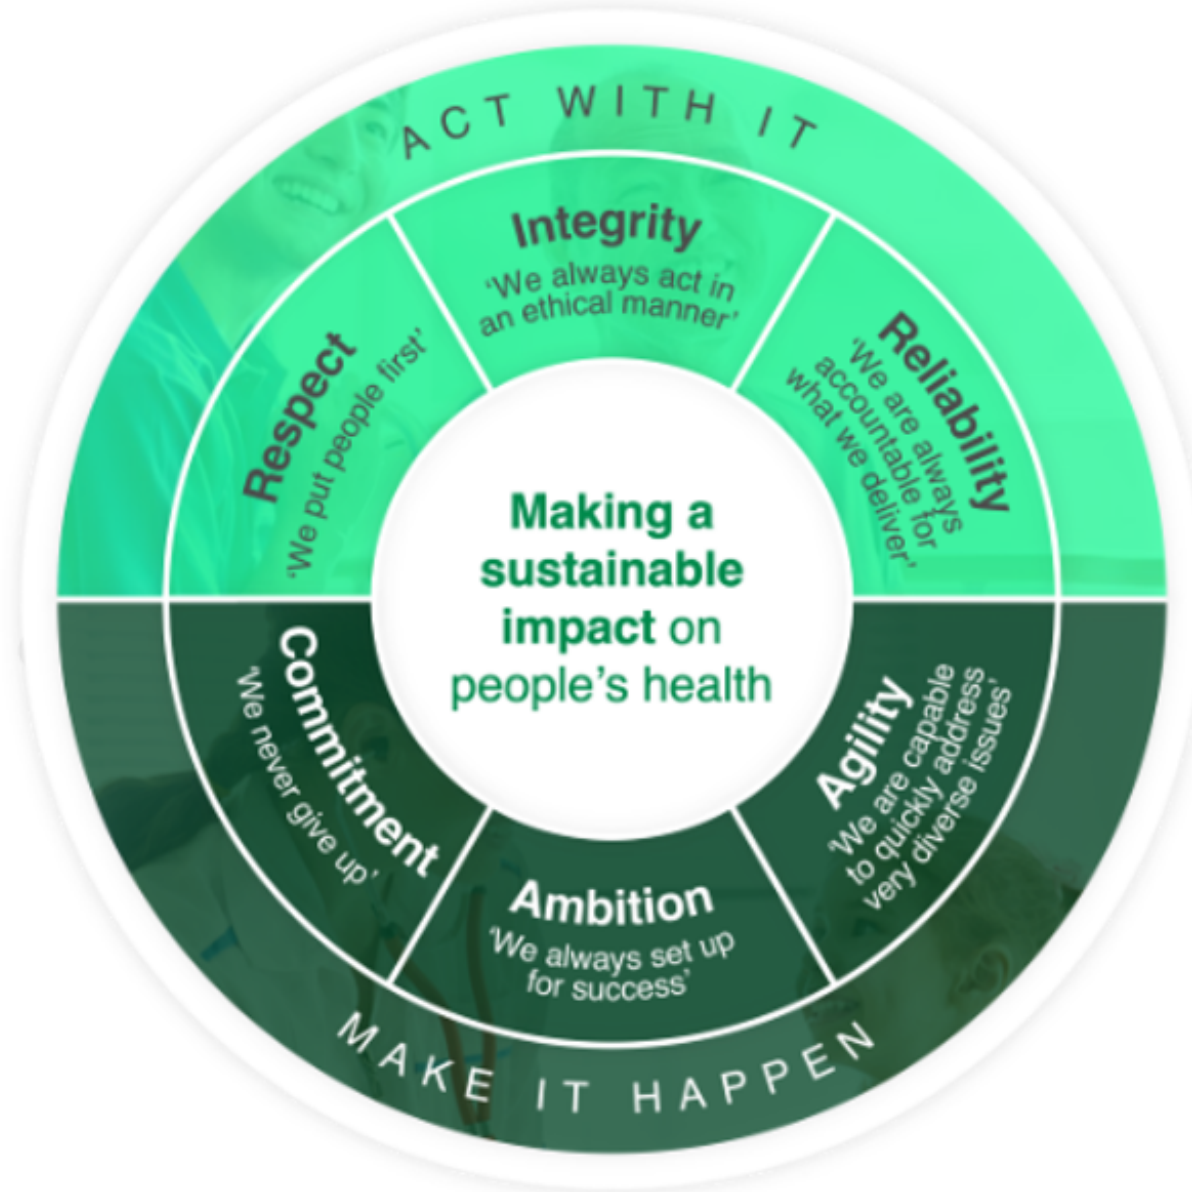 ACT WITH IT
Integrity
‘We always act in
an ethical manner’
Reliability
‘We are always
accountable for
what we deliver’
Respect
‘We put people first’
Making a
sustainable
impact on
people’s health
Commitment
‘We never give up’
Agility
‘We are capable
to quickly address
very diverse issues’
Ambition
‘We always set up
for success’
MAKE IT HAPPEN